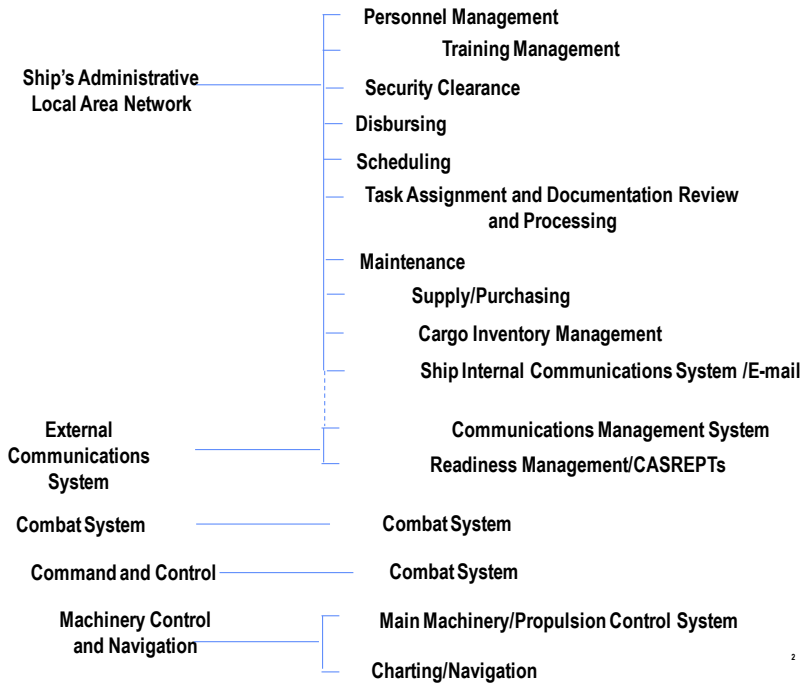 Personnel Management
Training Management
Ship's Administrative
Local Area Network
Security Clearance
Disbursing
Scheduling
Task Assignment and Documentation Review
and Processing
Maintenance
Supply/Purchasing
Cargo Inventory Management
Ship Internal Communications System /E-mail
External
Communications
System
Communications Management System
Readiness Management/CASREPTs
Combat System
Combat System
Command and Control
Combat System
Machinery Control
and Navigation
Main Machinery/Propulsion Control System
Charting/Navigation
2